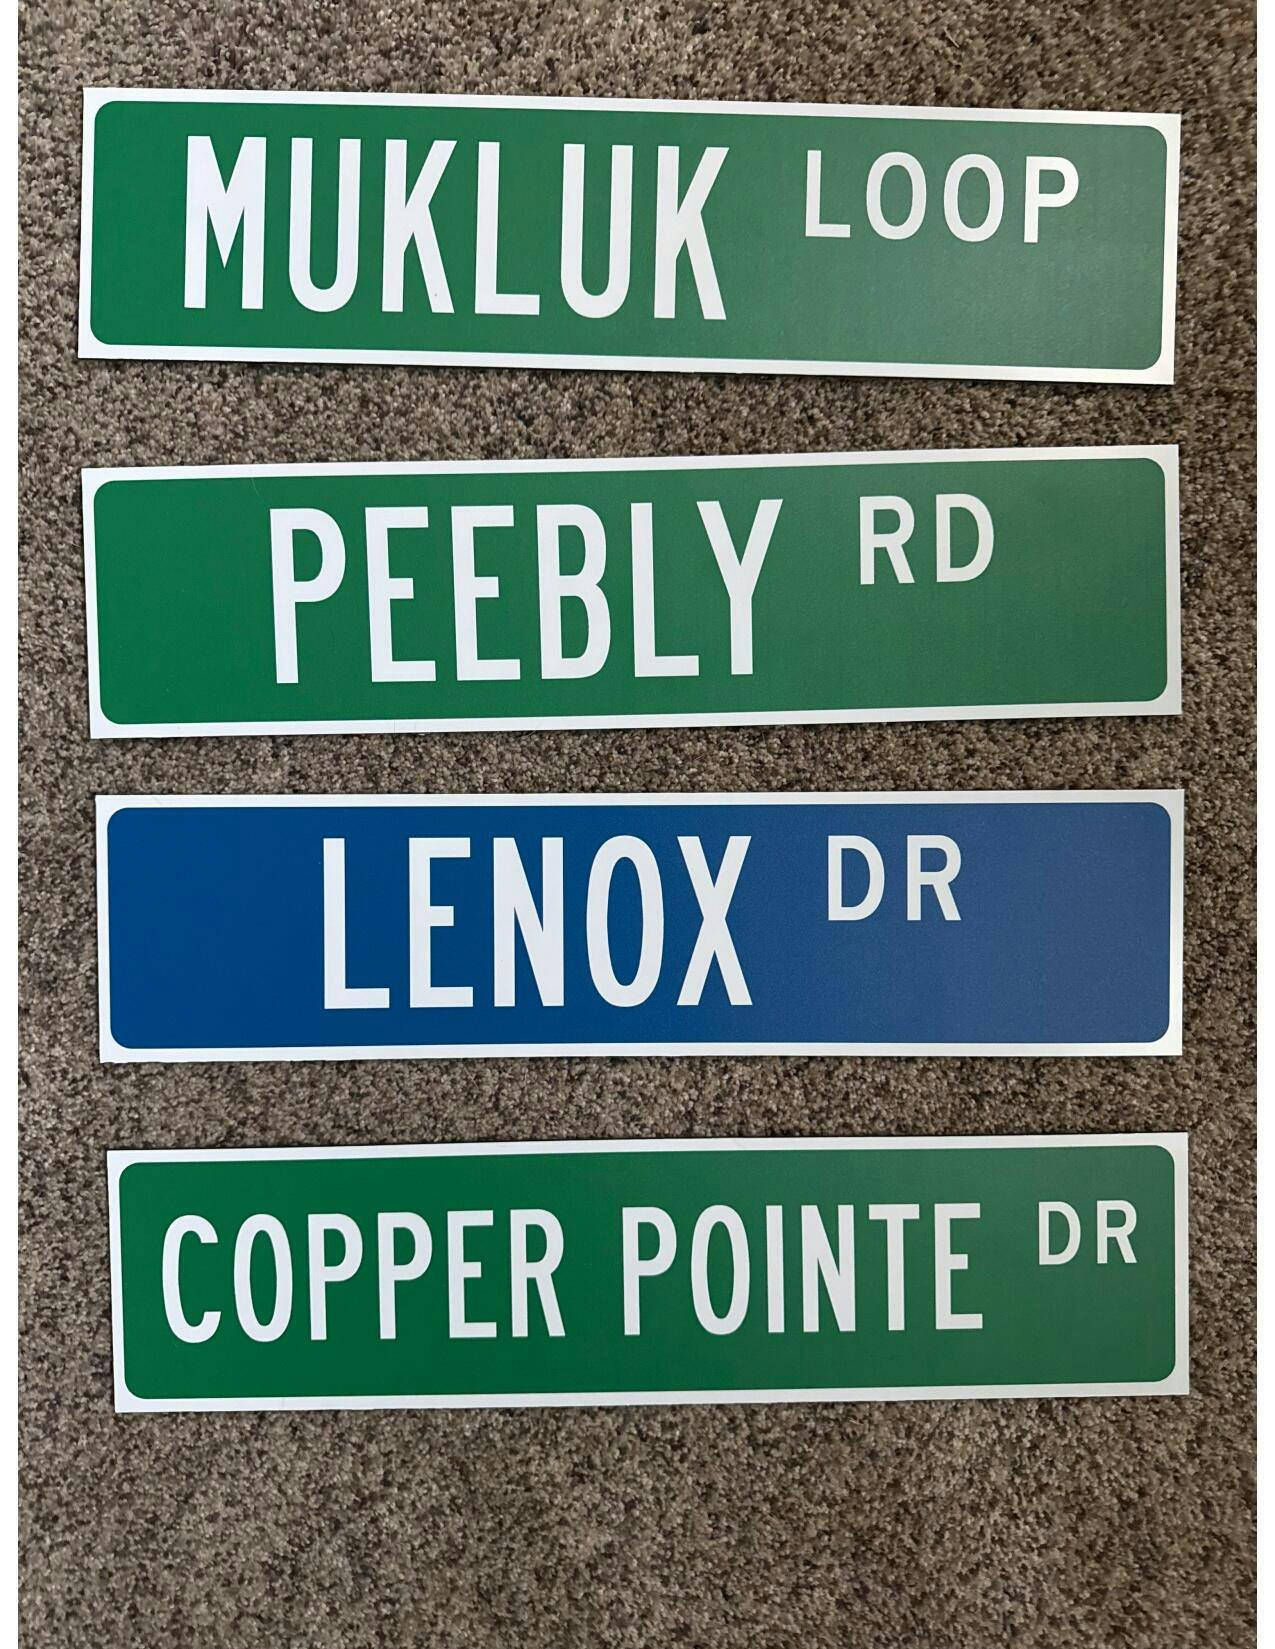 MUKLUK LOOP
PEEBLY RD
LENOX DR
COPPER POINTE DR